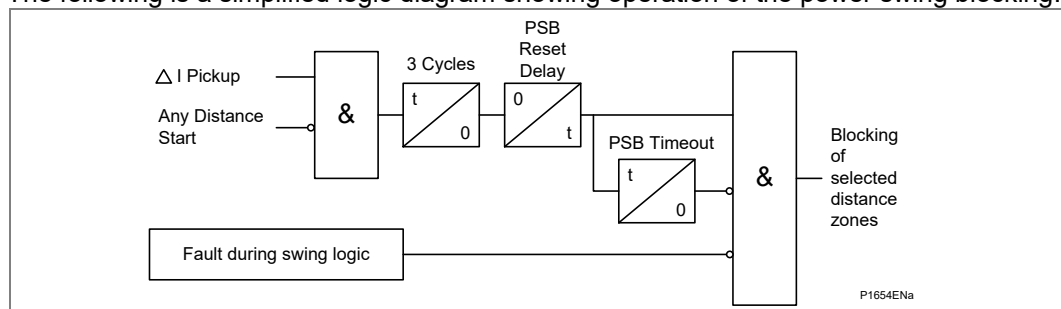 The following is a simplified logic diagram showing operation of the power swing blocking.
PSB
Reset
Delay
3 Cycles
△ I Pickup
Any Distance
Start
&
t
0
0
t
PSB Timeout
t
0
&
Blocking
of
selected
distance
zones
Fault during swing logic
P1654ENa